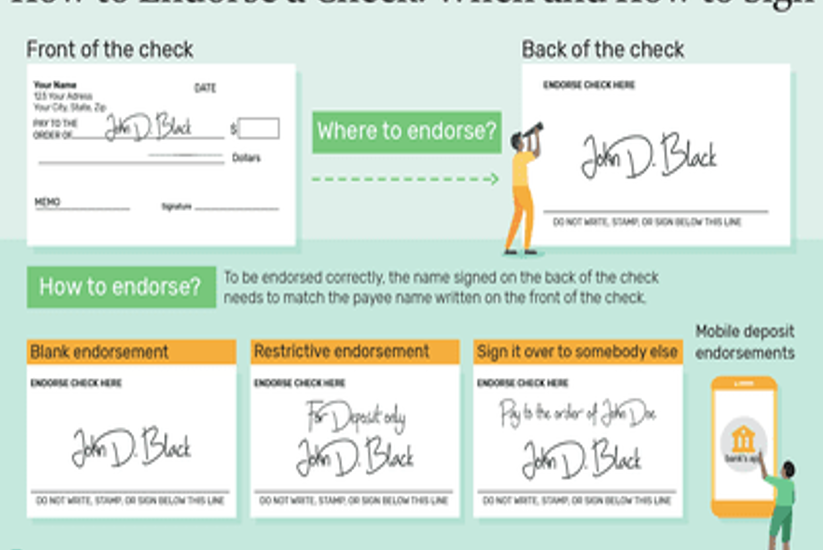 How to Endorse a Check: When and How to Sign
Front of the check
Back of the check
Your Name
DATE
123 Your Adress
Your City, State, Zip
PAY TO THE
ORDER OF
John D. Black
$
Dollars
MEMO
Signature
Where to endorse?
ENDORSE CHECK HERE
John D. Black
DO NOT WRITE, STAMP, OR SIGN BELOW THIS LINE
How to endorse?
To be endorsed correctly, the name signed on the back of the check
needs to match the payee name written on the front of the check.
Blank endorsement
ENDORSE CHECK HERE
John D. Black
DO NOT WRITE, STAMP, OR SIGN BELOW THIS LINE
Restrictive endorsement
ENDORSE CHECK HERE
For Deposit only
John D. Black
DO NOT WRITE, STAMP, OR SIGN BELOW THIS LINE
Sign it over to somebody else
ENDORSE CHECK HERE
Pay to the order of John Doe
John D. Black
DO NOT WRITE, STAMP, OR SIGN BELOW THIS LINE
Mobile deposit
endorsements
bank's